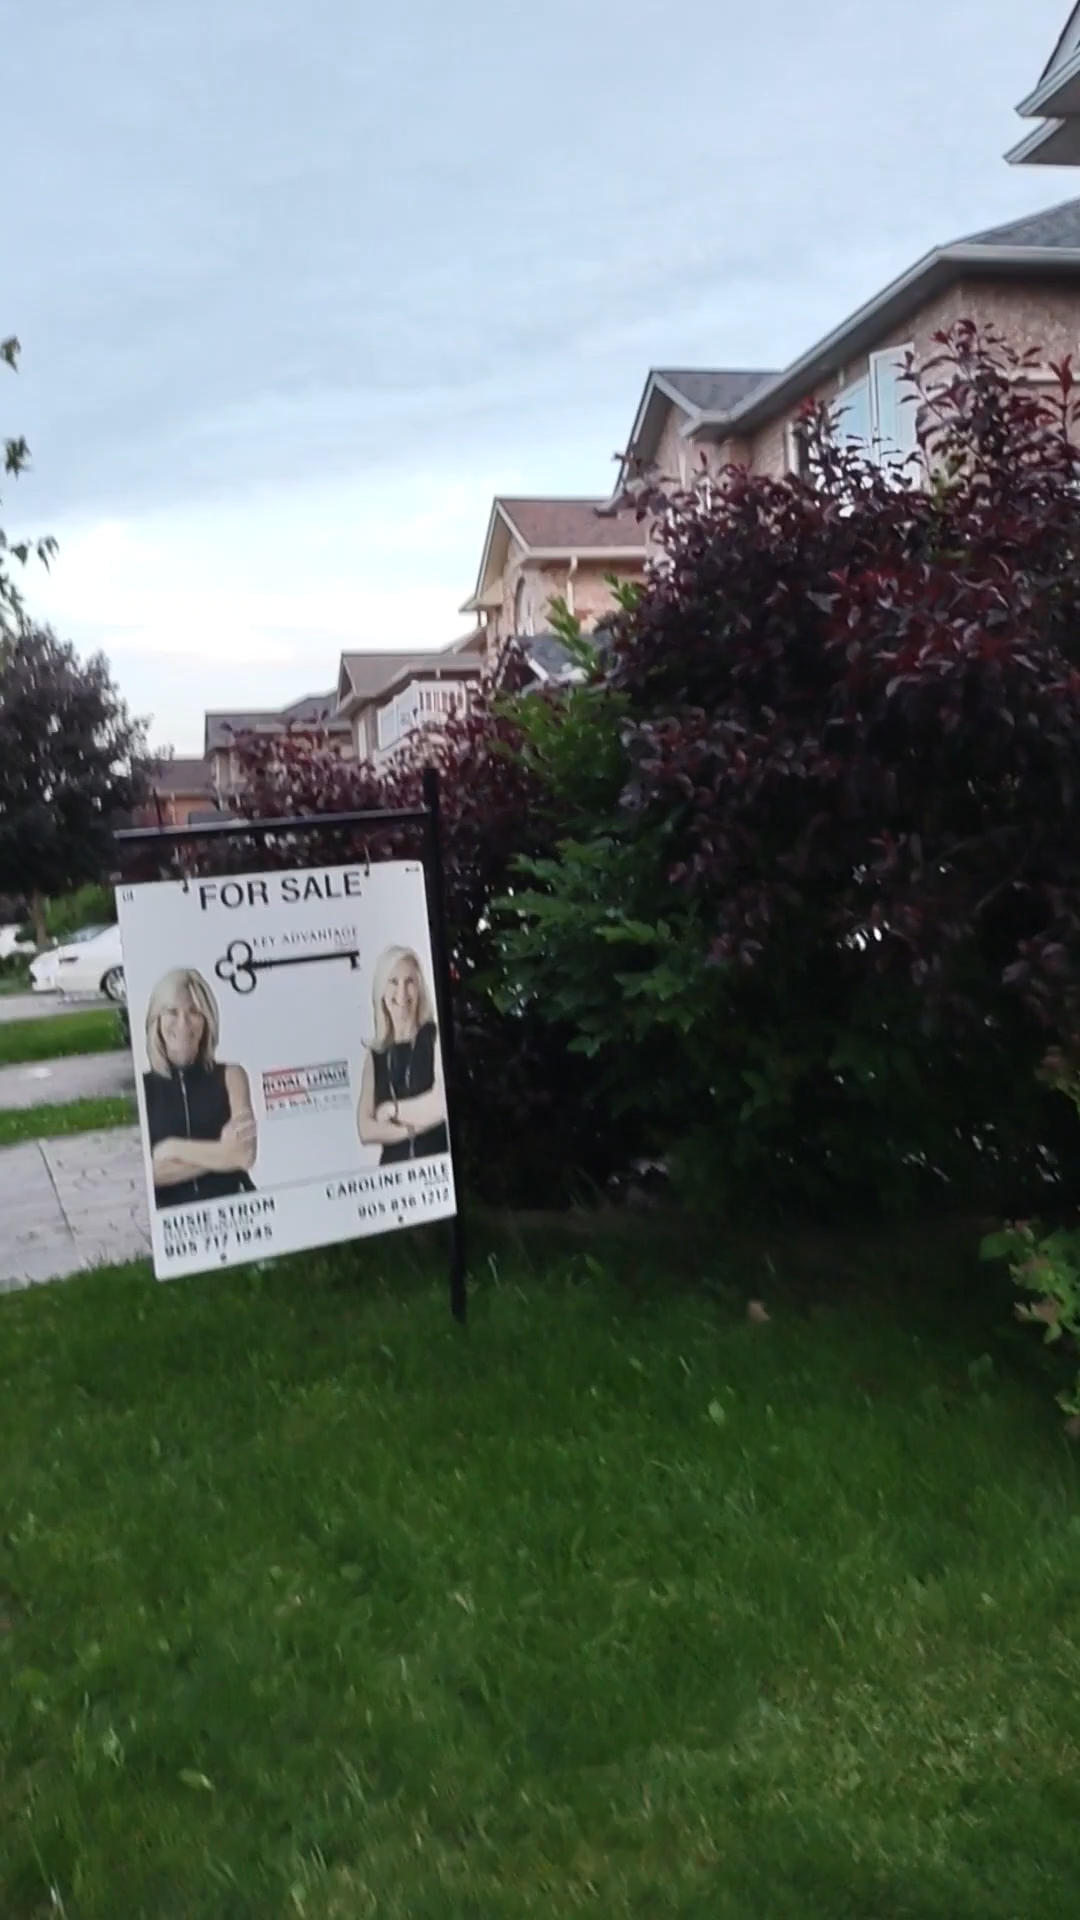 FOR SALE
KEY ADVANTAGE
ROYAL LEPAGE
SUSIE STROM
905 717 1945
CAROLINE BAILE
905 836 1212